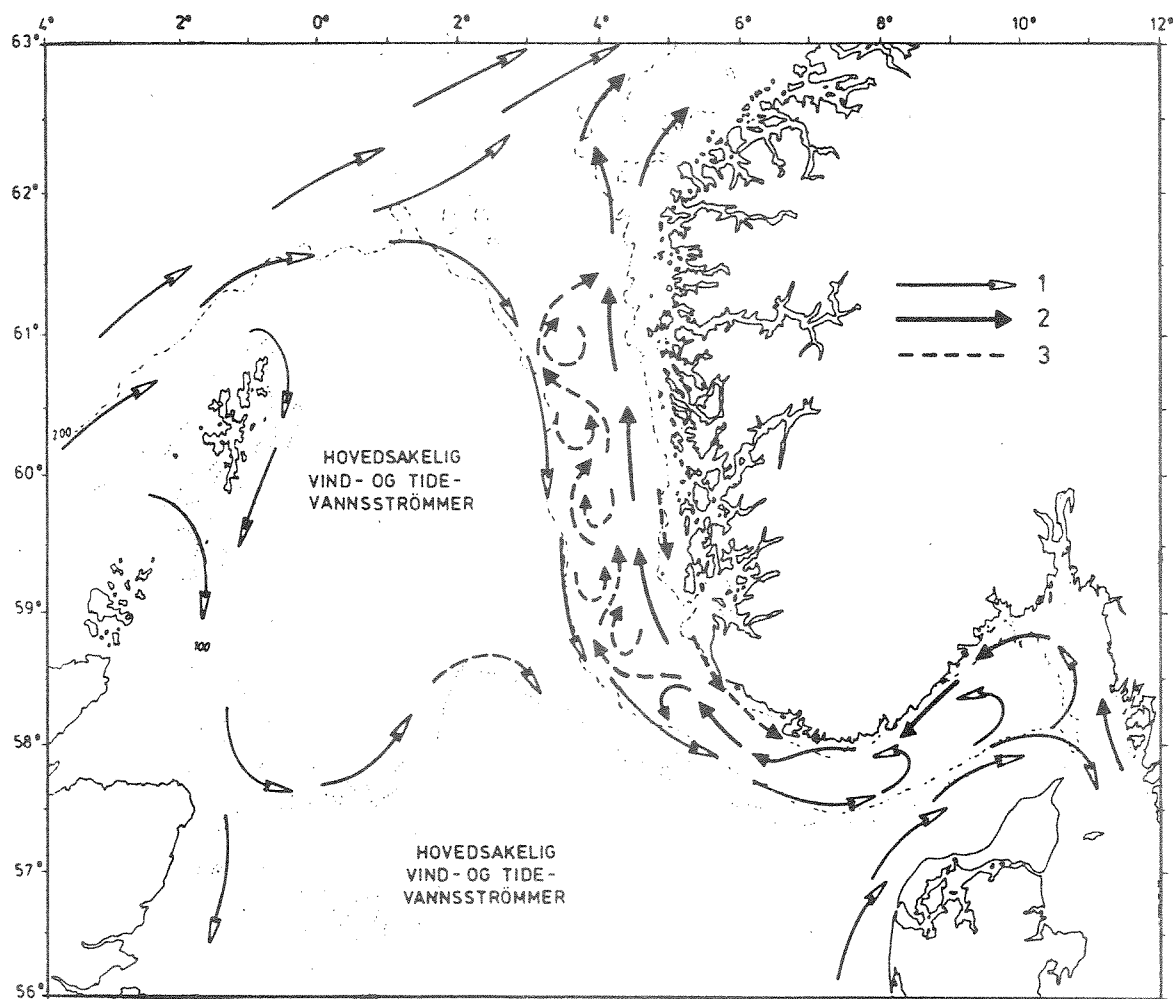 4° 2° 0° 2° 4° 6° 8° 10° 12°
63°
62°
1
2
61°
3
200
60°
HOVEDSAKELIG
VIND- OG TIDE-
VANNSSTRÖMMER
59°
100
58°
57°
HOVEDSAKELIG
VIND- OG TIDE-
VANNSSTRÖMMER
56°